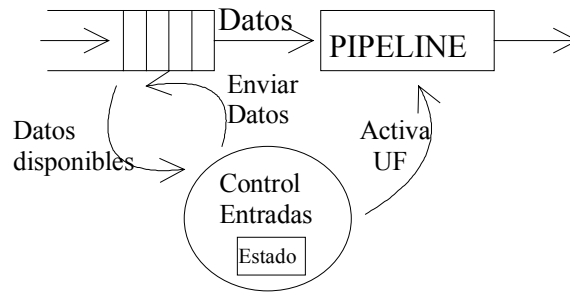 Datos
PIPELINE
Enviar
Datos
Datos
disponibles
Activa
UF
Control
Entradas
Estado